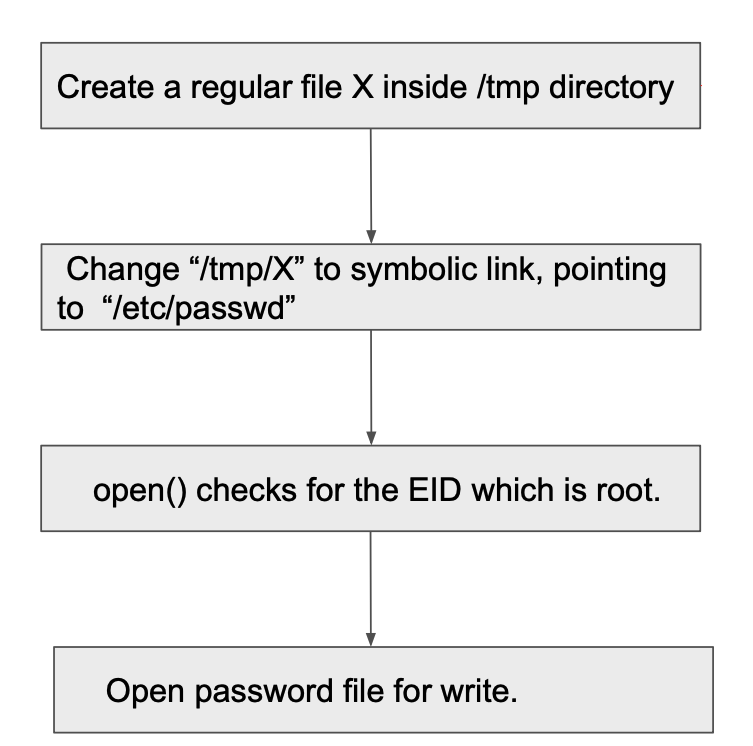 Create a regular file X inside /tmp directory
Change “/tmp/X” to symbolic link, pointing
to “/etc/passwd”
open() checks for the EID which is root.
Open password file for write.